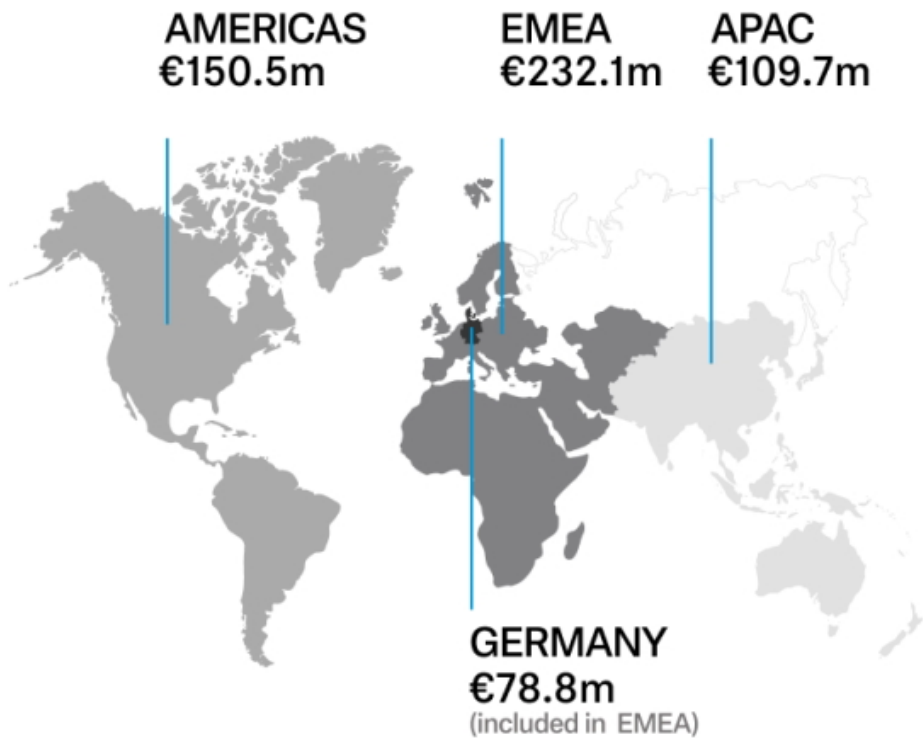 AMERICAS
€150.5m
EMEA
€232.1m
APAC
€109.7m
GERMANY
€78.8m
(included in EMEA)